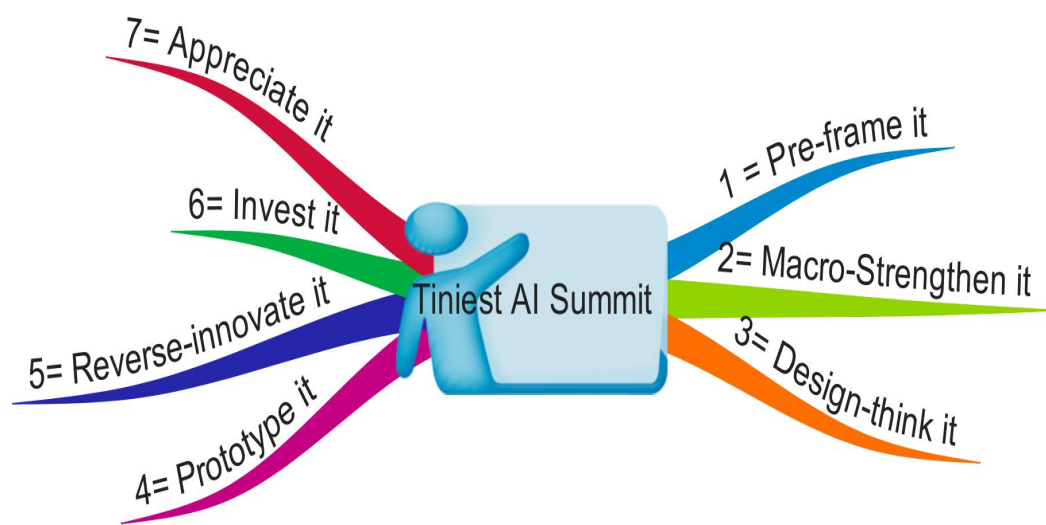 Tiniest AI Summit
1 = Pre-frame it
2= Macro-Strengthen it
3= Design-think it
4= Prototype it
5= Reverse-innovate it
6= Invest it
7= Appreciate it